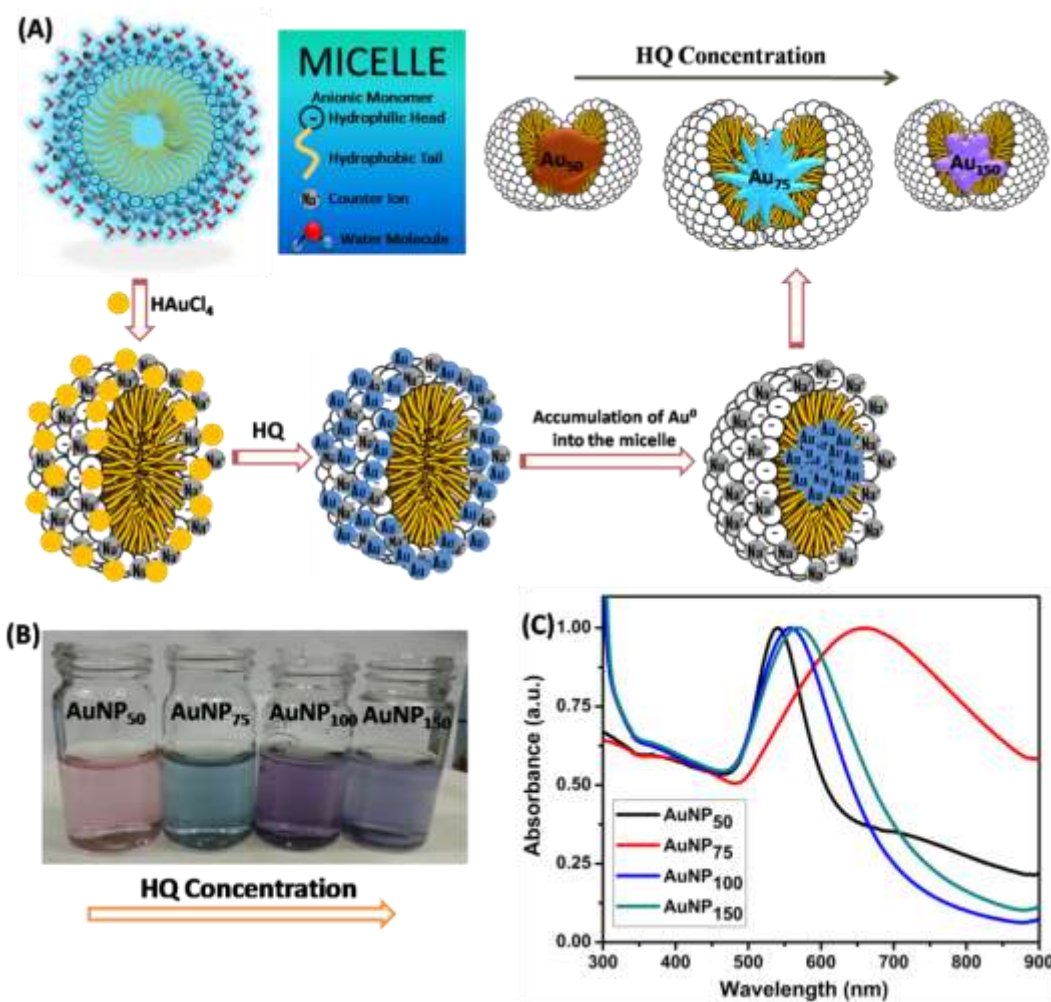 (A)
MICELLE
Anionic Monomer
- Hydrophilic Head
Hydrophobic Tail
Na+ Counter Ion
Water Molecule
HQ Concentration
Au50
Au75
Au150
HAuCl4
HQ
Accumulation of Au0
into the micelle
(B)
AuNP50
AuNP75
AuNP100
AuNP150
HQ Concentration
(C)
Absorbance (a.u.)
1.00
0.75
0.50
0.25
0.00
AuNP50
AuNP75
AuNP100
AuNP150
300 400 500 600 700 800 900
Wavelength (nm)